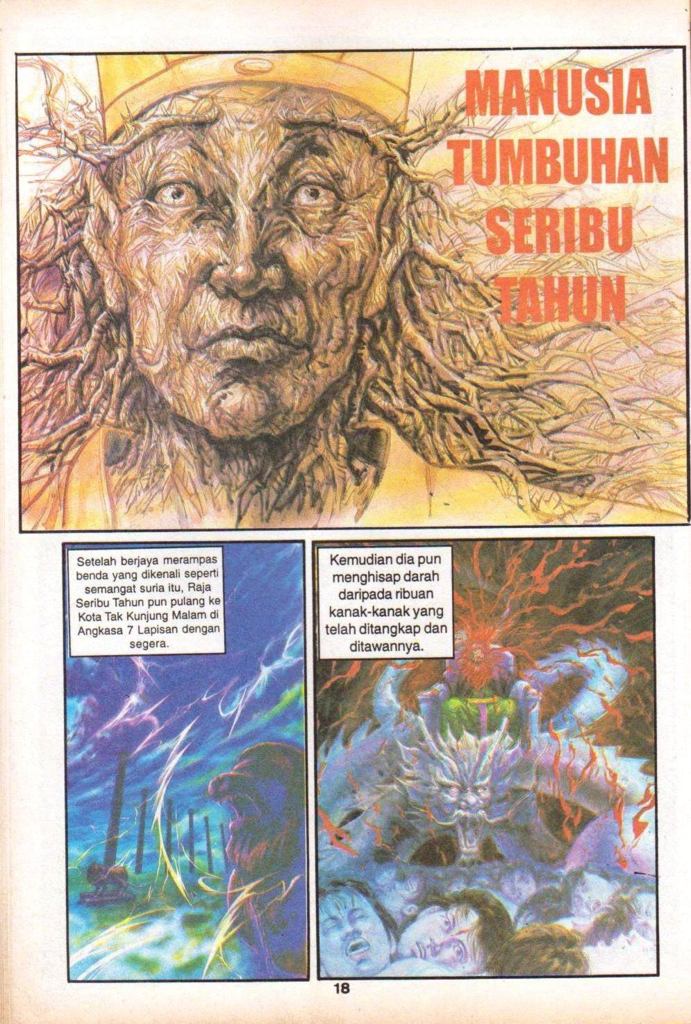 MANUSIA
TUMBUHAN
SERIBU
TAHUN
Setelah berjaya merampas
benda yang dikenali seperti
semangat suria itu, Raja
Seribu Tahun pun pulang ke
Kota Tak Kunjung Malam di
Angkasa 7 Lapisan dengan
segera.
Kemudian dia pun
menghisap darah
daripada ribuan
kanak-kanak yang
telah ditangkap dan
ditawannya.
18